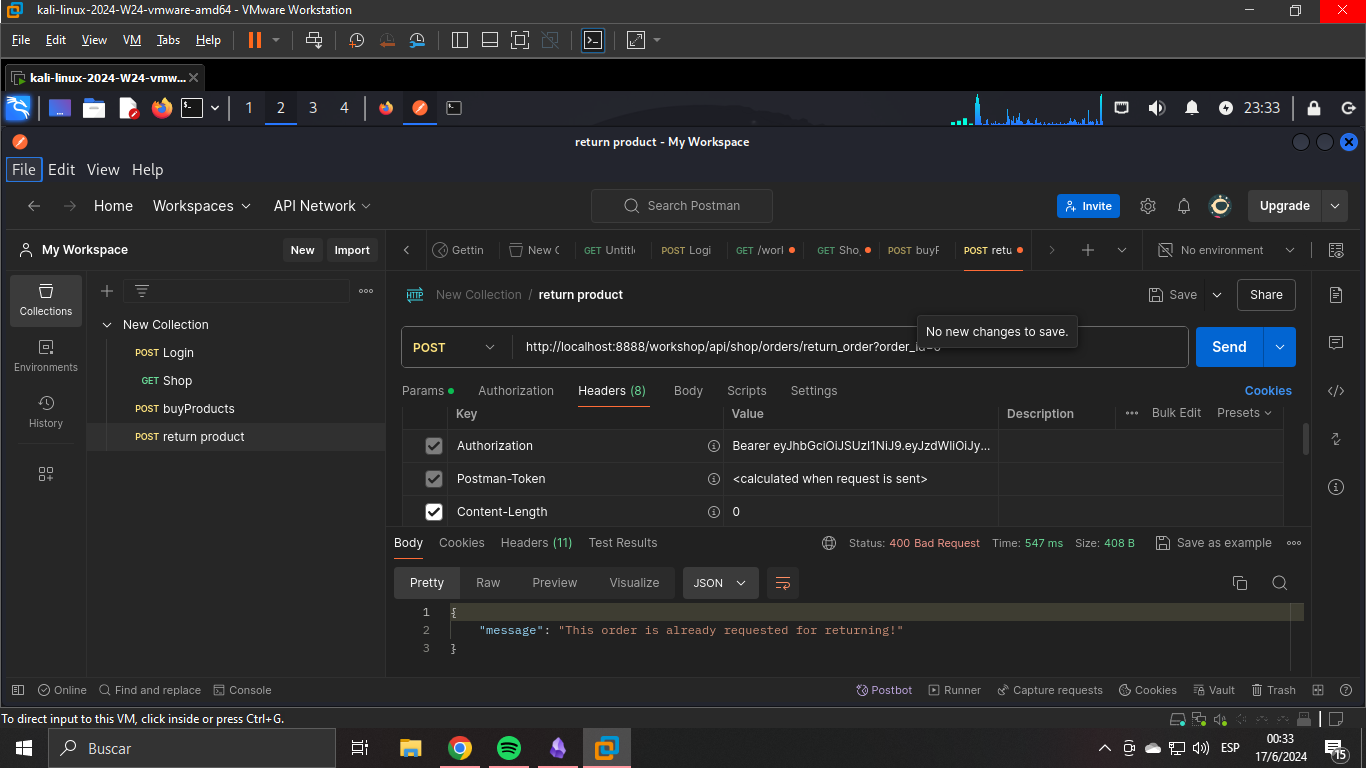 kali-linux-2024-W24-vmware-amd64 - VMware Workstation
File Edit View VM Tabs Help
kali-linux-2024-W24-vmw...
1 2 3 4 23:33
return product - My Workspace
File Edit View Help
Home Workspaces API Network Search Postman Invite Upgrade
My Workspace New Import Gettin New C GET Untitl POST Logi GET /worl GET Sho POST buyF POST retu No environment
Collections
New Collection / return product Save Share
New Collection
No new changes to save.
POST Login
POST http://localhost:8888/workshop/api/shop/orders/return_order?order_id= Send
Environments
GET Shop
Params Authorization Headers (8) Body Scripts Settings Cookies
POST buyProducts
Key Value Description Bulk Edit Presets
History
POST return product
Authorization Bearer eyJhbGciOiJSUzI1NiJ9.eyJzdWIiOiJy...
Postman-Token <calculated when request is sent>
Content-Length 0
Body Cookies Headers (11) Test Results Status: 400 Bad Request Time: 547 ms Size: 408 B Save as example
Pretty Raw Preview Visualize JSON
1 {
2 "message": "This order is already requested for returning!"
3 }
Online Find and replace Console Postbot Runner Capture requests Cookies Vault Trash
To direct input to this VM, click inside or press Ctrl+G.
Buscar ESP 00:33
17/6/2024 15